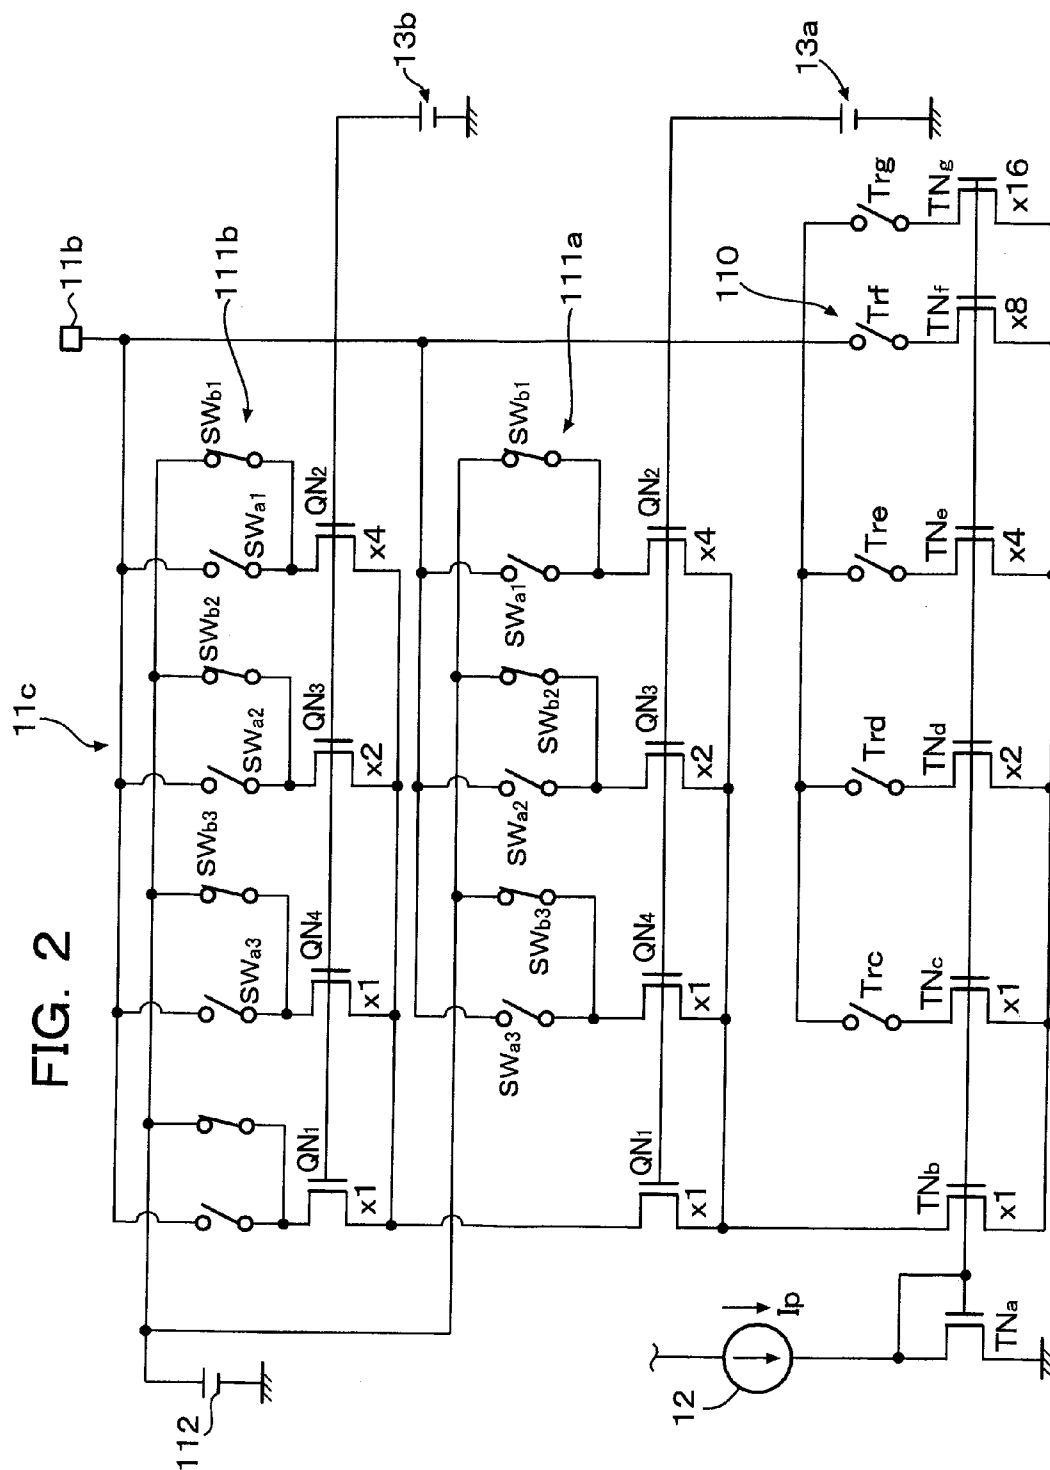 FIG. 2
11c
11b
111b
13b
112
SWb3
SWb2
SWb1
SWa3
SWa2
SWa1
QN1
QN4
QN3
QN2
x1
x1
x2
x4
111a
13a
SWb1
SWa3
SWb3
SWa2
SWb2
SWa1
QN1
QN4
QN3
QN2
x1
x1
x2
x4
110
12
Ip
Trc
Trd
Tre
Trf
Trg
TNa
TNb
TNc
TNd
TNe
TNf
TNg
x1
x1
x2
x4
x8
x16